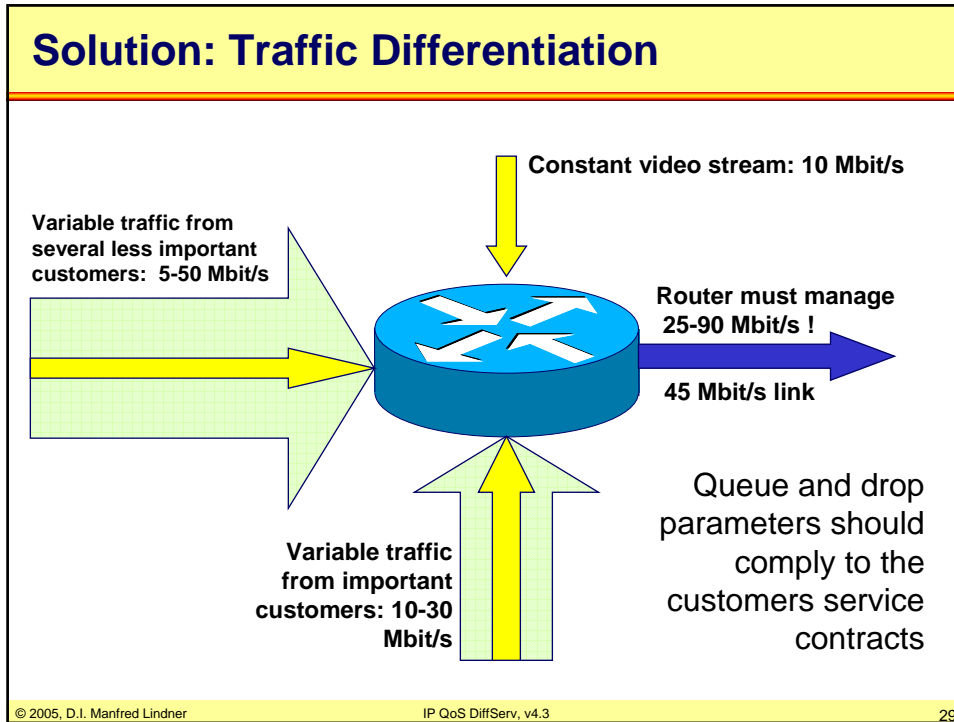 Solution: Traffic Differentiation
Constant video stream: 10 Mbit/s
Variable traffic from
several less important
customers: 5-50 Mbit/s
Router must manage
25-90 Mbit/s !
45 Mbit/s link
Variable traffic
from important
customers: 10-30
Mbit/s
Queue and drop
parameters should
comply to the
customers service
contracts
© 2005, D.I. Manfred Lindner
IP QoS DiffServ, v4.3
29